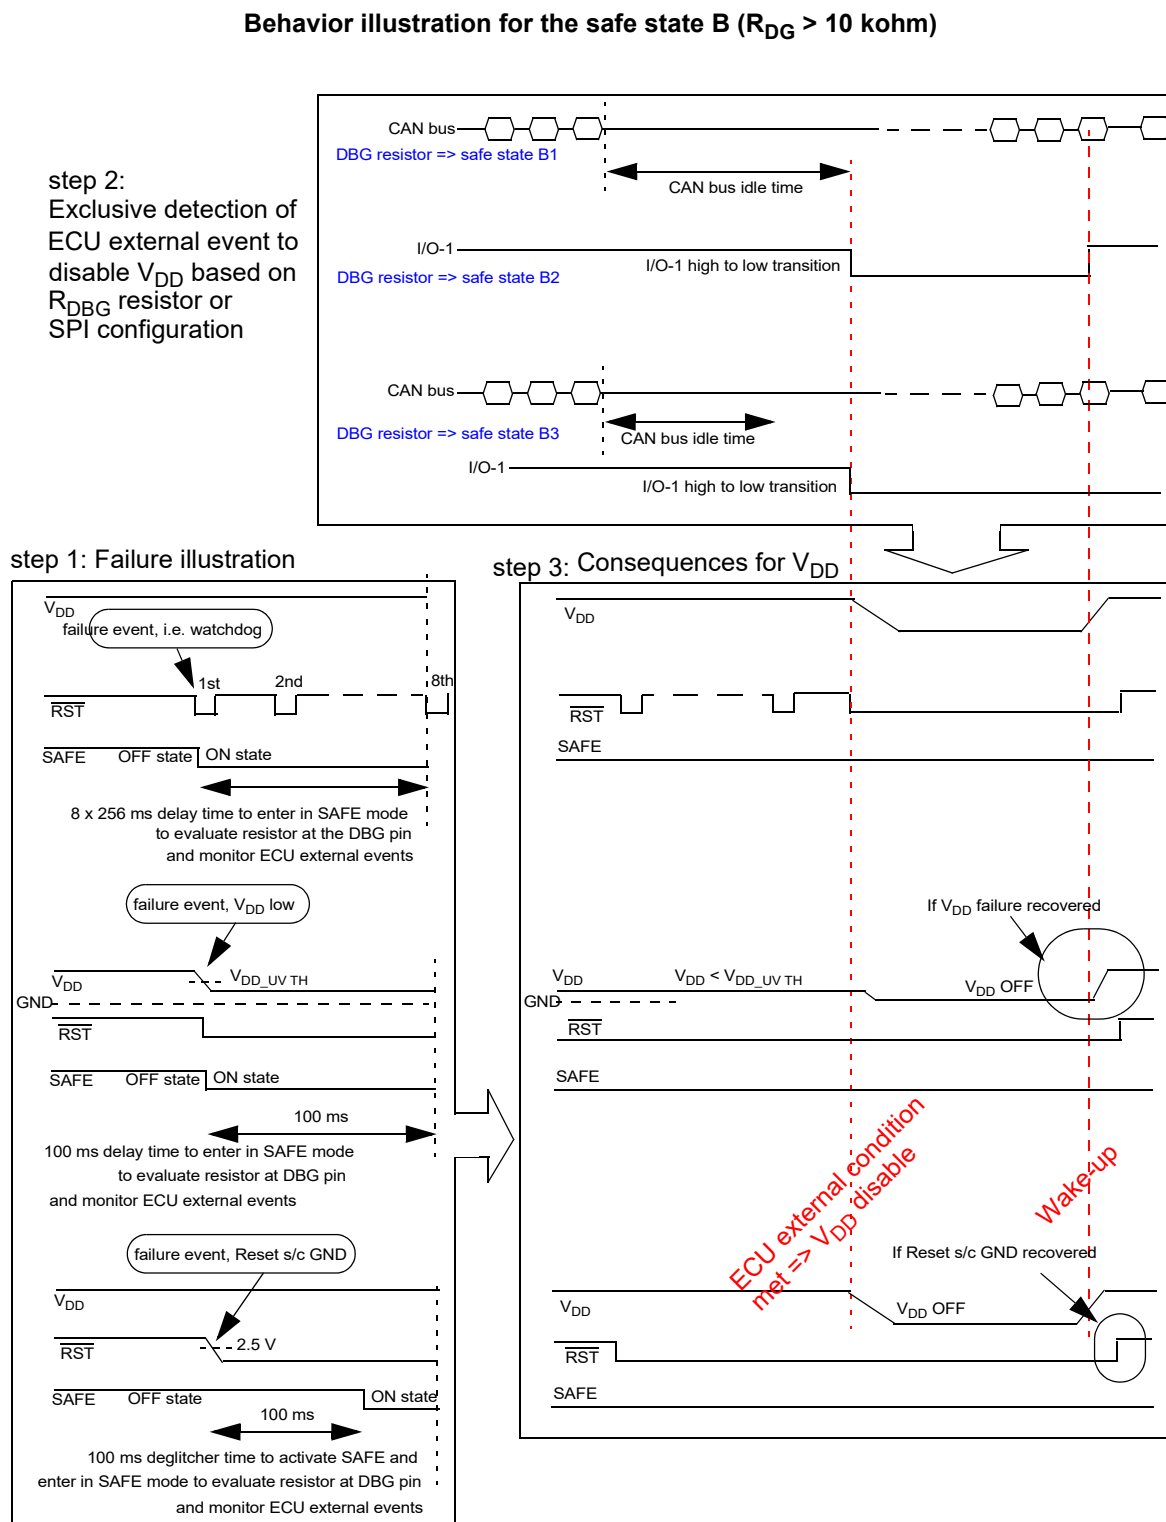 Behavior illustration for the safe state B (RDG > 10 kohm)
step 2:
Exclusive detection of
ECU external event to
disable VDD based on
RDBG resistor or
SPI configuration
CAN bus
DBG resistor => safe state B1
CAN bus idle time
I/O-1
I/O-1 high to low transition
DBG resistor => safe state B2
CAN bus
DBG resistor => safe state B3
CAN bus idle time
I/O-1
I/O-1 high to low transition
step 1: Failure illustration
VDD
failure event, i.e. watchdog
1st
2nd
8th
RST
SAFE
OFF state
ON state
8 x 256 ms delay time to enter in SAFE mode
to evaluate resistor at the DBG pin
and monitor ECU external events
failure event, VDD low
VDD
VDD_UV TH
GND
RST
SAFE
OFF state
ON state
100 ms
100 ms delay time to enter in SAFE mode
to evaluate resistor at DBG pin
and monitor ECU external events
failure event, Reset s/c GND
VDD
2.5 V
RST
SAFE
OFF state
ON state
100 ms
100 ms deglitcher time to activate SAFE and
enter in SAFE mode to evaluate resistor at DBG pin
and monitor ECU external events
step 3: Consequences for VDD
VDD
RST
SAFE
If VDD failure recovered
VDD
VDD < VDD_UV TH
VDD OFF
GND
RST
SAFE
ECU external condition
met => VDD disable
Wake-up
If Reset s/c GND recovered
VDD
VDD OFF
RST
SAFE